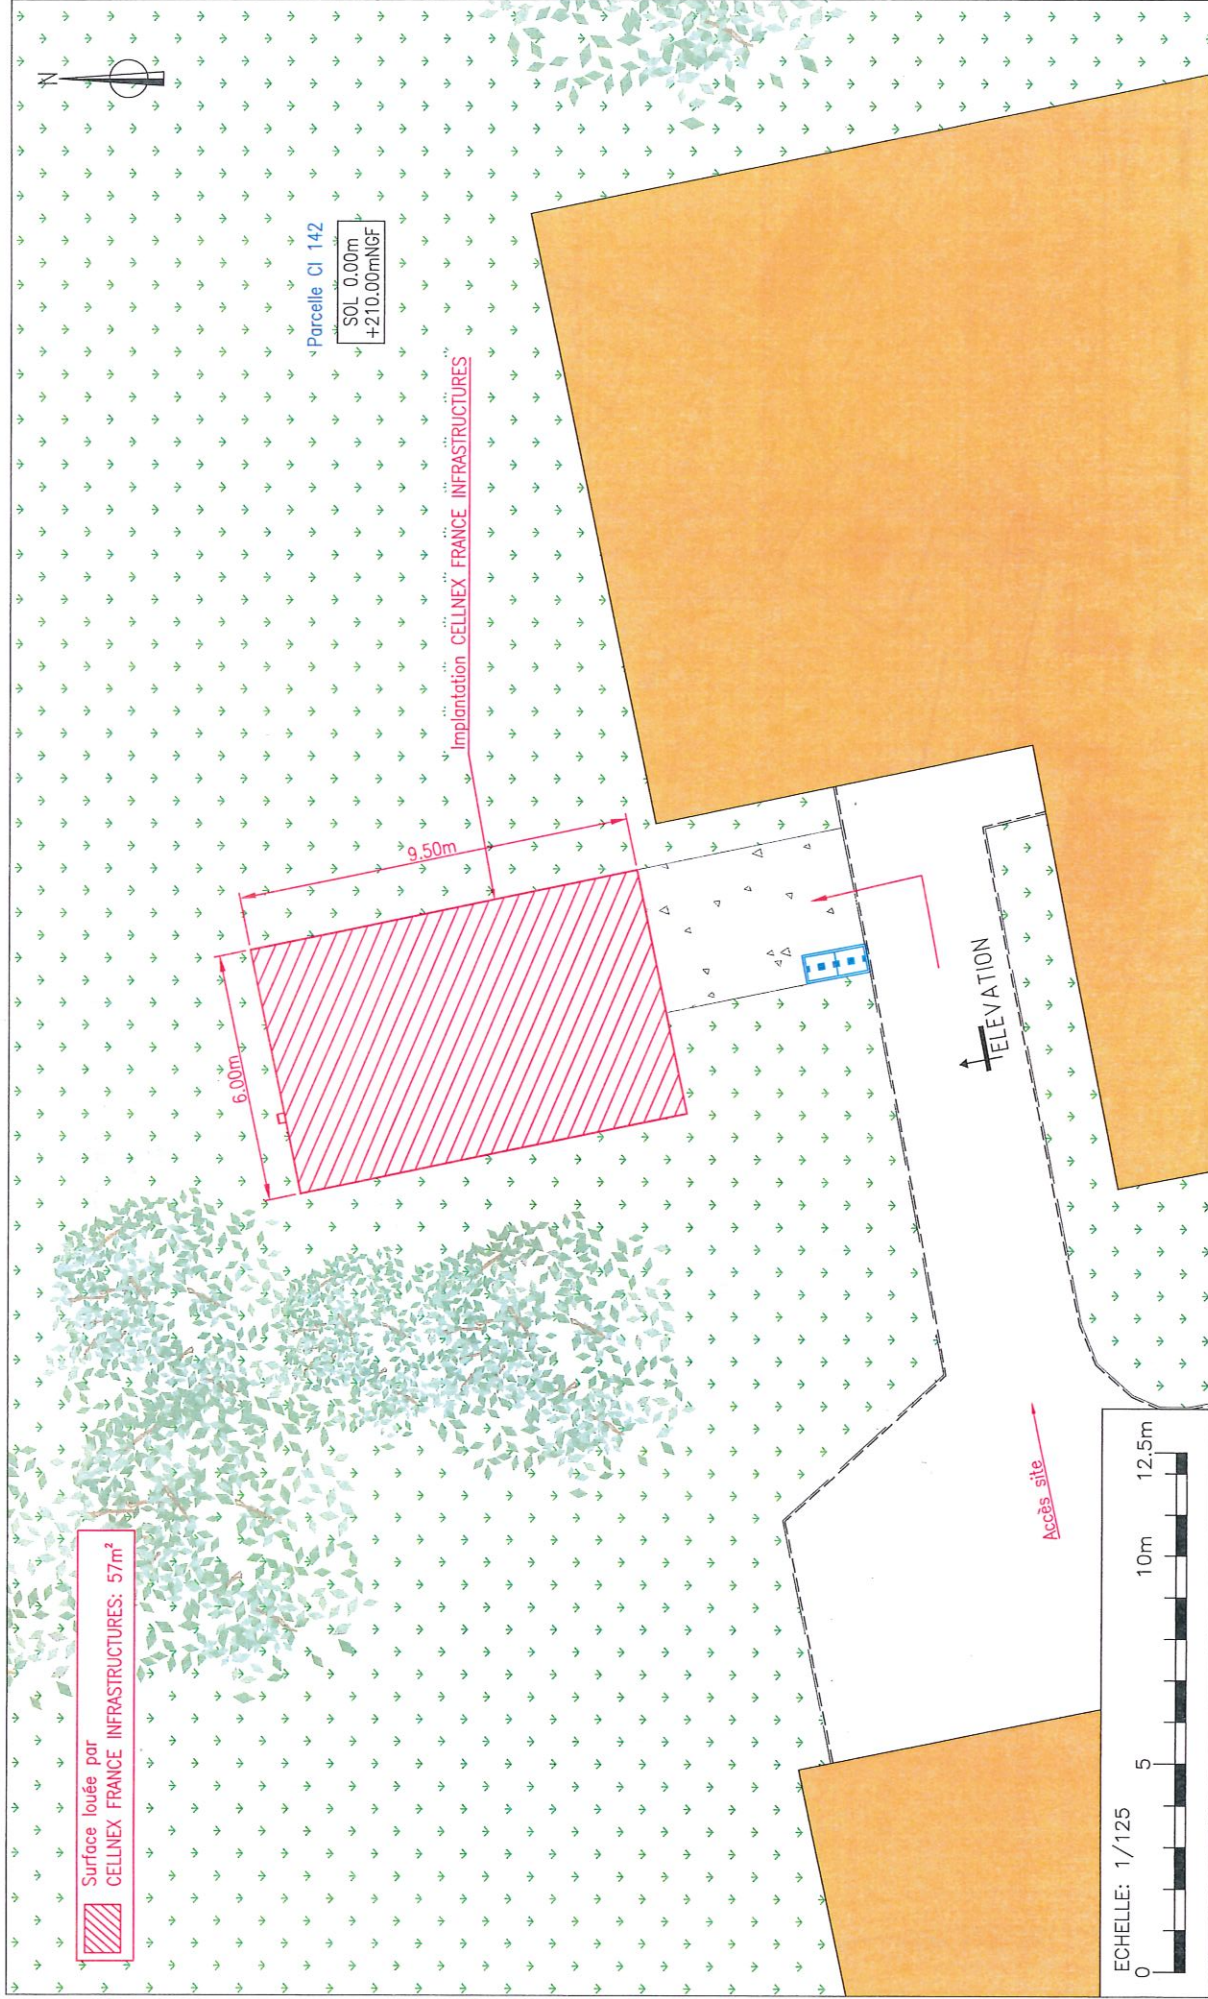 Surface louée par
CELLNEX FRANCE INFRASTRUCTURES: 57m²
N
Parcelle CI 142
SOL 0.00m
+210.00mNGF
Implantation CELLNEX FRANCE INFRASTRUCTURES
6.00m
9.50m
ELEVATION
Accès site
ECHELLE: 1/125
0
5
10m
12.5m